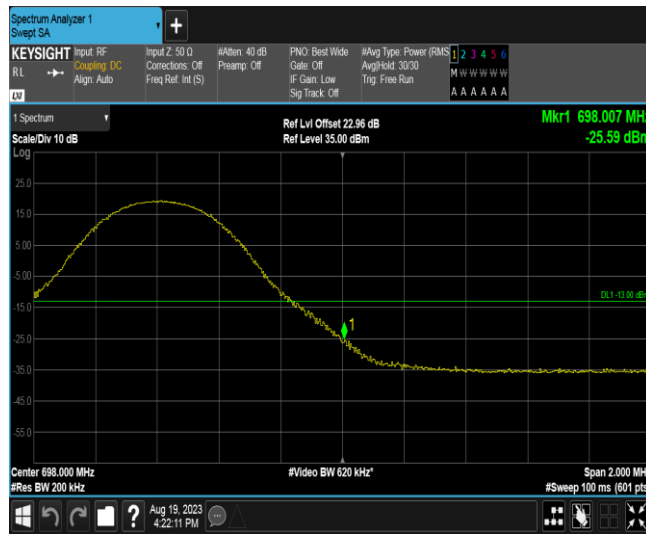 Spectrum Analyzer 1
Swept SA
+
KEYSIGHT
RL
LXI
Input: RF
Coupling: DC
Align: Auto
Input Z: 50 Ω
Corrections: Off
Freq Ref: Int (S)
#Atten: 40 dB
Preamp: Off
PNO: Best Wide
Gate: Off
IF Gain: Low
Sig Track: Off
#Avg Type: Power (RMS
Avg|Hold: 30/30
Trig: Free Run
1 2 3 4 5 6
M W W W W W
A A A A A A
1 Spectrum
Scale/Div 10 dB
Log
Ref Lvl Offset 22.96 dB
Ref Level 35.00 dBm
Mkr1 698.007 MHz
-25.59 dBm
25.0
15.0
5.00
-5.00
-15.0
-25.0
-35.0
-45.0
-55.0
DL1 -13.00 dBm
1
Center 698.000 MHz
#Res BW 200 kHz
#Video BW 620 kHz*
Span 2.000 MHz
#Sweep 100 ms (601 pts
?
Aug 19, 2023
4:22:11 PM